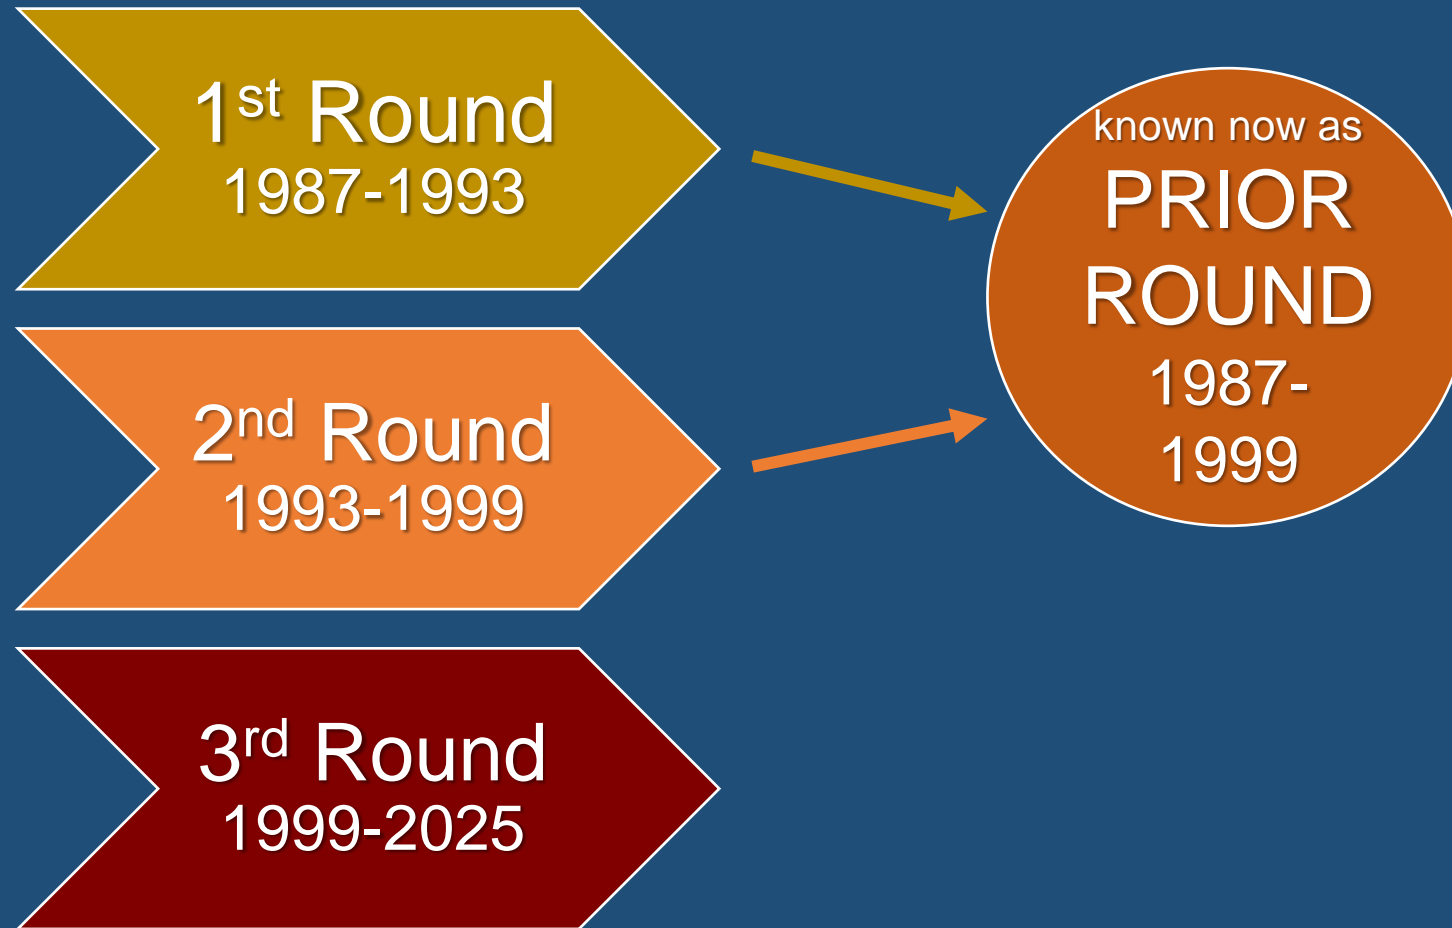 1st Round
1987-1993
2nd Round
1993-1999
3rd Round
1999-2025
known now as
PRIOR
ROUND
1987-
1999